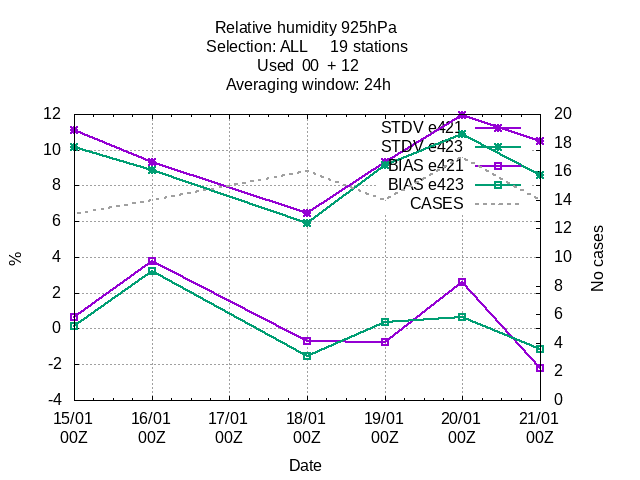 Relative humidity 925hPa
Selection: ALL 19 stations
Used 00 + 12
Averaging window: 24h
12
10
8
6
4
2
0
-2
-4
%
20
18
16
14
12
10
8
6
4
2
0
No cases
STDV e421
STDV e423
BIAS e421
BIAS e423
CASES
15/01 16/01 17/01 18/01 19/01 20/01 21/01
00Z 00Z 00Z 00Z 00Z 00Z 00Z
Date